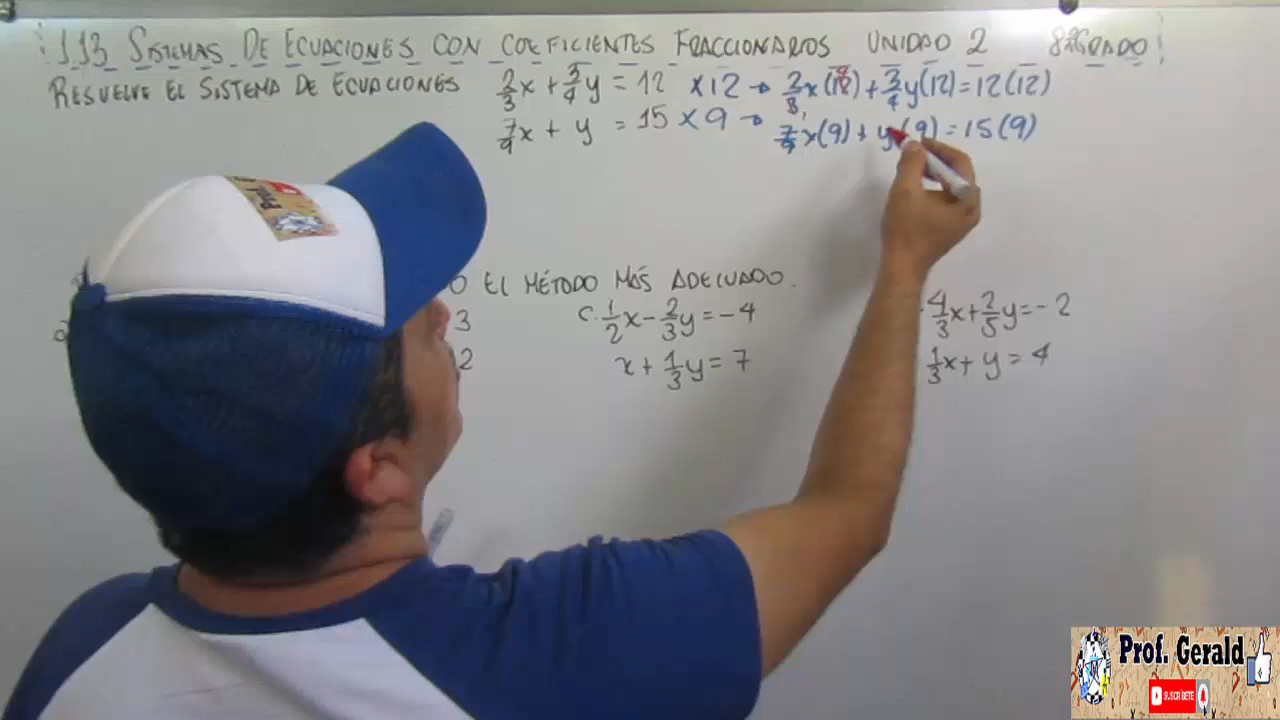 1.13 SISTEMAS DE ECUACIONES CON COEFICIENTES FRACCIONARIOS UNIDAD 2 8º GRADO
RESUELVE EL SISTEMA DE ECUACIONES 2/3x + 3/4y = 12 x12 → 2/3x(12) + 3/4y(12) = 12(12)
7/9x + y = 15 x9 → 7/9x(9) + y(9) = 15(9)
EL MÉTODO MÁS ADECUADO.
3 C. 1/2x - 2/3y = -4 4/3x + 2/5y = -2
2 x + 1/3y = 7 1/3x + y = 4
Prof. Gerald
SUSCRÍBETE